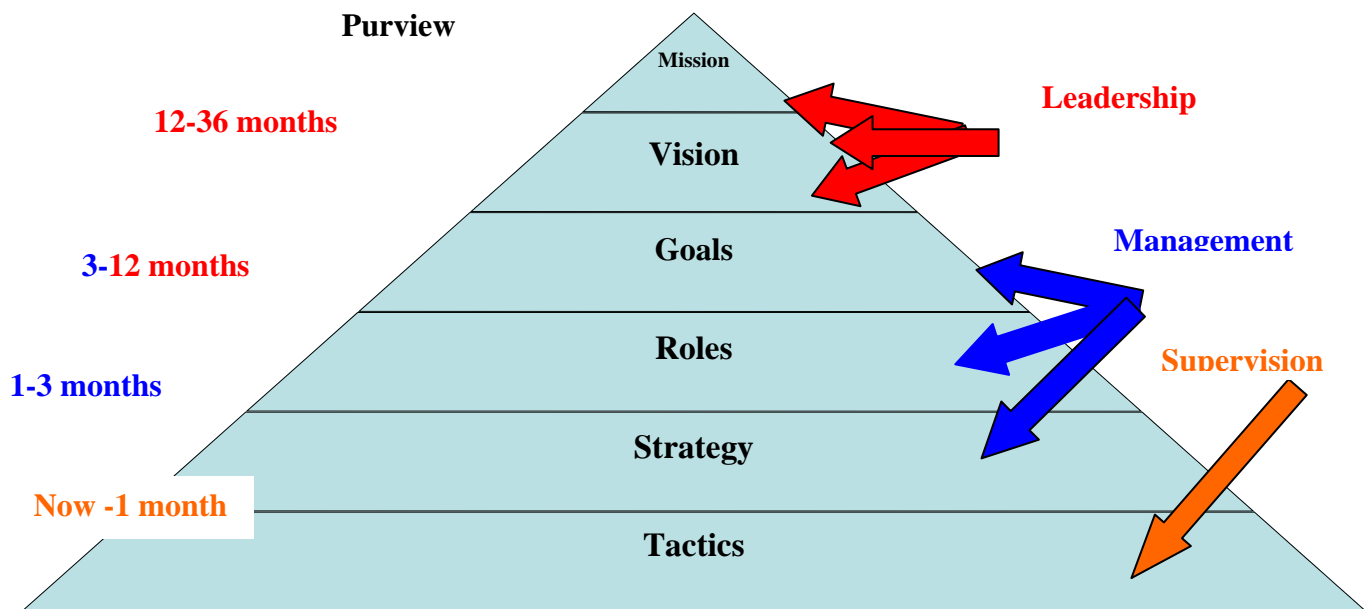 Purview
Mission
Leadership
12-36 months
Vision
Management
Goals
3-12 months
Roles
Supervision
1-3 months
Strategy
Now -1 month
Tactics